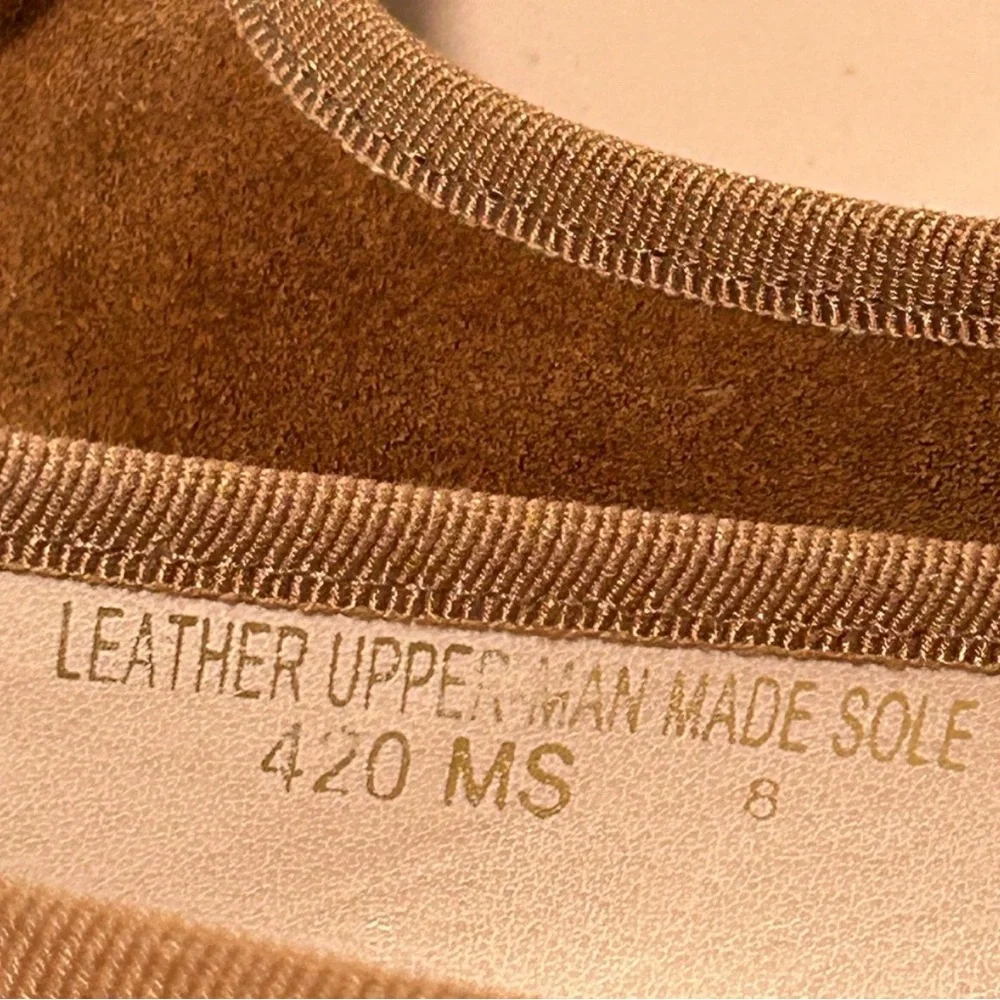 LEATHER UPPER-MAN MADE SOLE
420 MS 8